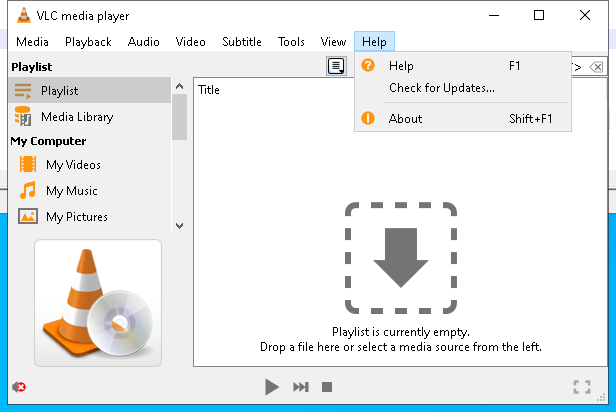 VLC media player
Media Playback Audio Video Subtitle Tools View Help
Playlist
Playlist
Media Library
My Computer
My Videos
My Music
My Pictures
Title
Help F1
Check for Updates...
About Shift+F1
Playlist is currently empty.
Drop a file here or select a media source from the left.